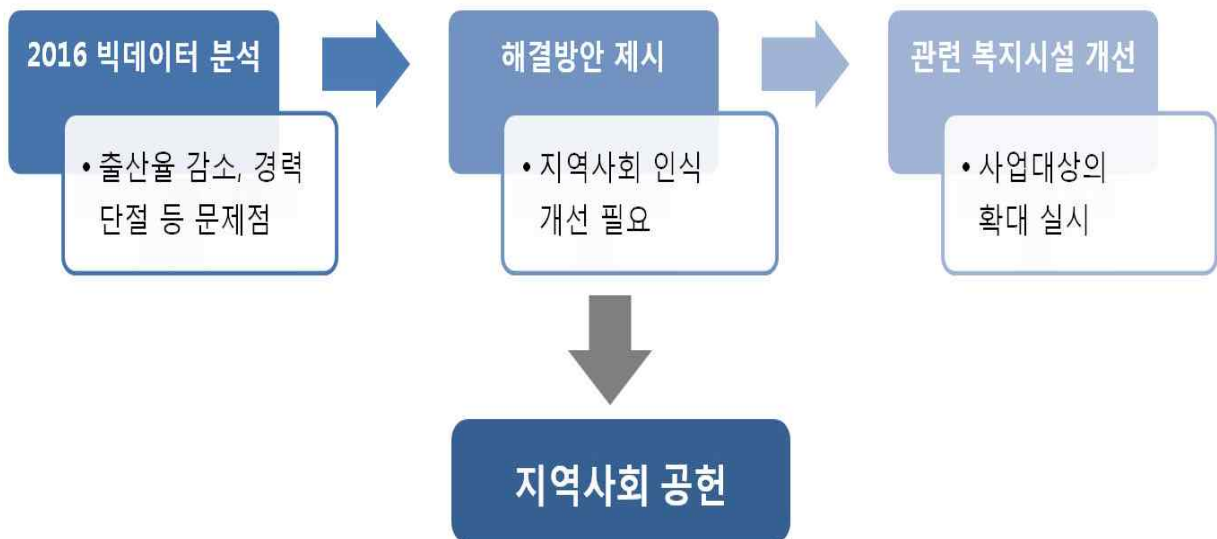 2016 빅데이터 분석
• 출산율 감소, 경력
단절 등 문제점
해결방안 제시
• 지역사회 인식
개선 필요
관련 복지시설 개선
• 사업대상의
확대 실시
지역사회 공헌